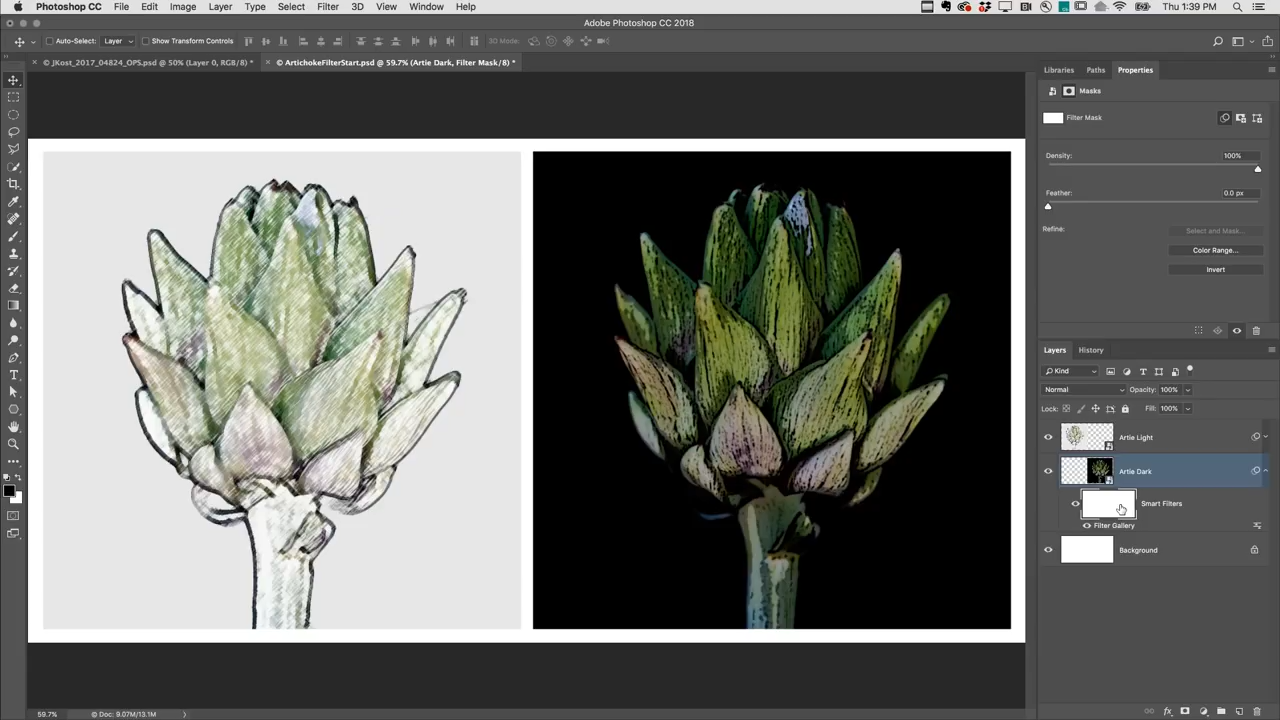 Photoshop CC File Edit Image Layer Type Select Filter 3D View Window Help Thu 1:39 PM
Adobe Photoshop CC 2018
Auto-Select: Layer Show Transform Controls 3D Mode:
× © JKost_2017_04824_OPS.psd @ 50% (Layer 0, RGB/8) * × © ArtichokeFilterStart.psd @ 59.7% (Artie Dark, Filter Mask/8) *
Libraries Paths Properties
Masks
Filter Mask
Density: 100%
Feather: 0.0 px
Refine: Select and Mask...
Color Range...
Invert
Layers History
Kind
Normal Opacity: 100%
Lock: Fill: 100%
Artie Light
Artie Dark
Smart Filters
Filter Gallery
Background
59.7% Doc: 9.07M/13.1M